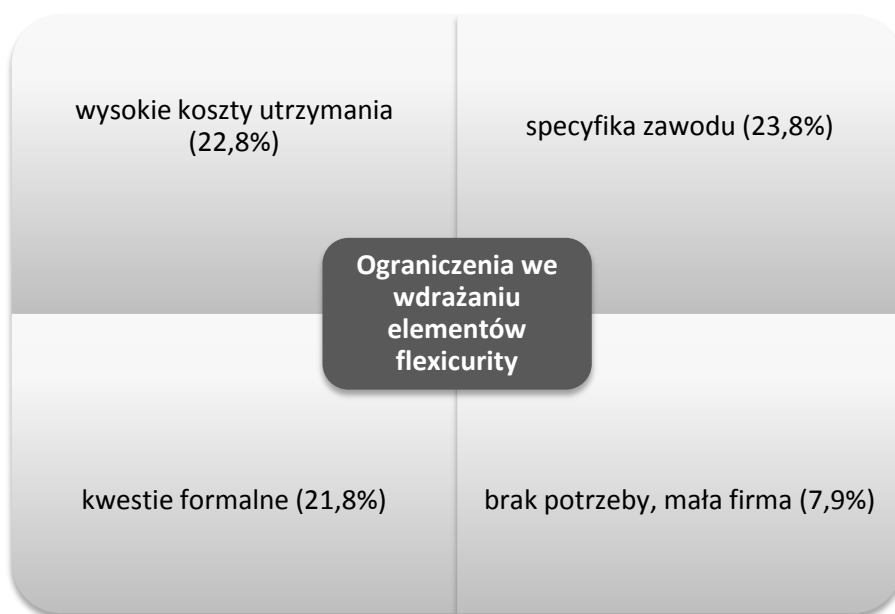 wysokie koszty utrzymania
(22,8%)
specyfika zawodu (23,8%)
Ograniczenia we
wdrażaniu
elementów
flexicurity
kwestie formalne (21,8%)
brak potrzeby, mała firma (7,9%)